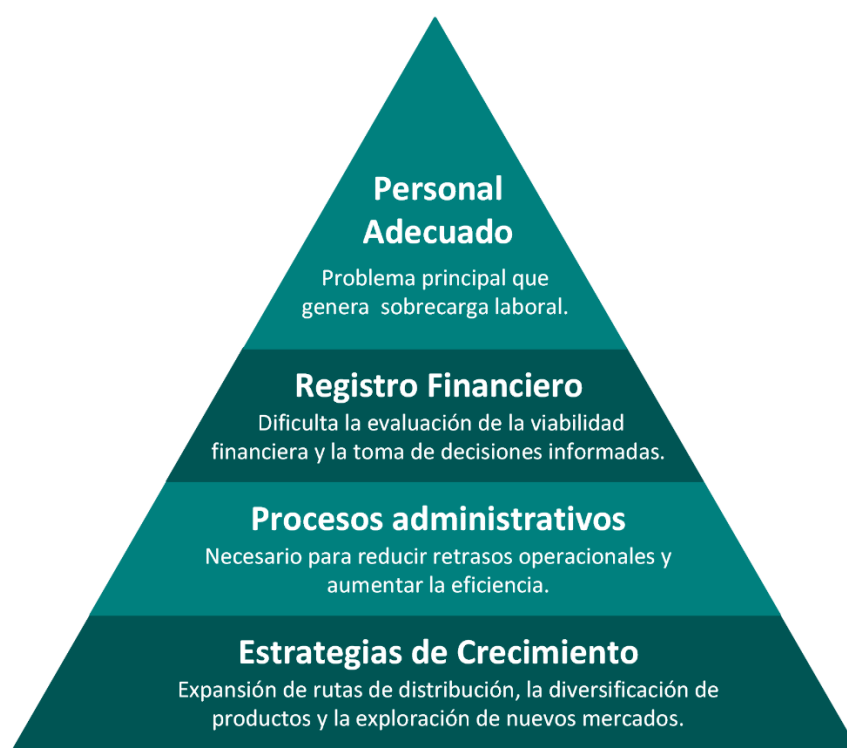 Personal
Adecuado
Problema principal que
genera sobrecarga laboral.
Registro Financiero
Dificulta la evaluación de la viabilidad
financiera y la toma de decisiones informadas.
Procesos administrativos
Necesario para reducir retrasos operacionales y
aumentar la eficiencia.
Estrategias de Crecimiento
Expansión de rutas de distribución, la diversificación de
productos y la exploración de nuevos mercados.